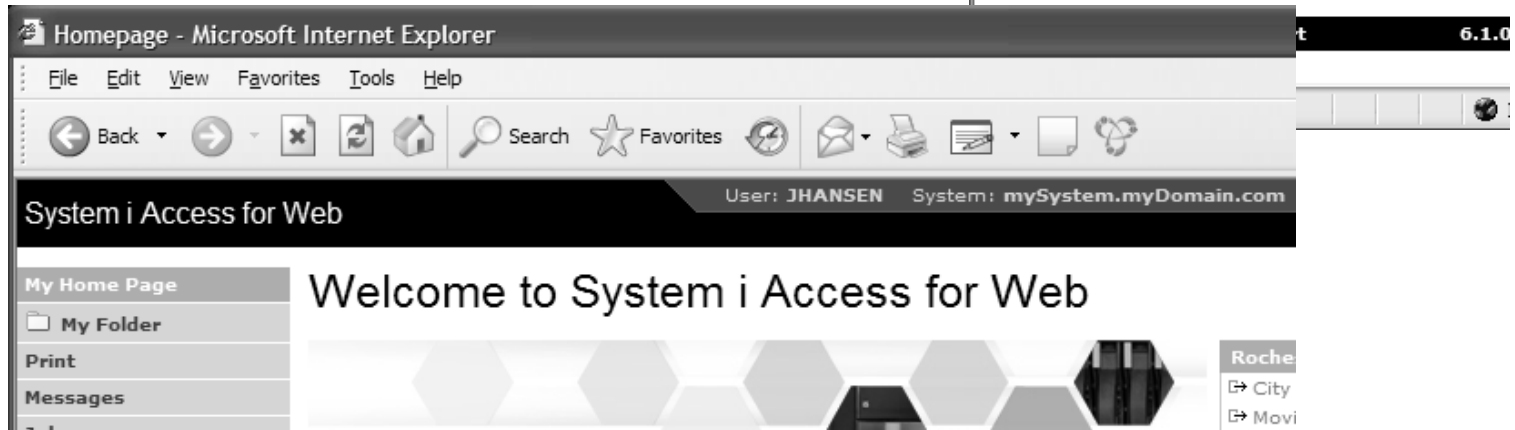 Homepage - Microsoft Internet Explorer
6.1.0
File Edit View Favorites Tools Help
Back Search Favorites
User: JHANSEN System: mySystem.myDomain.com
System i Access for Web
My Home Page
Welcome to System i Access for Web
My Folder
Print
Messages
Roche
City
Movi